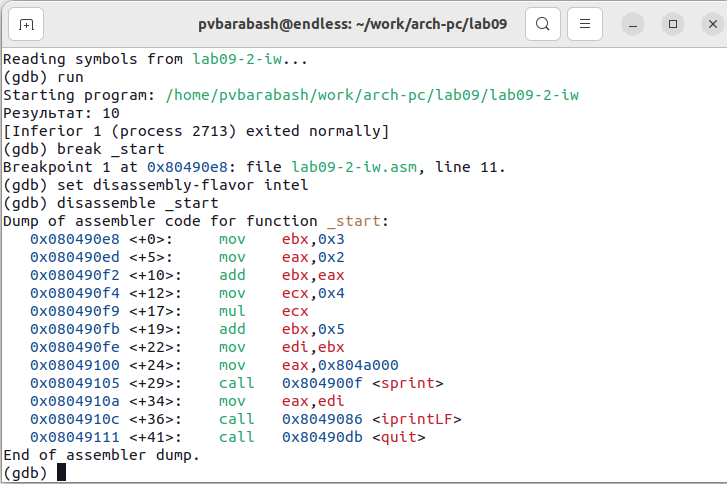 pvbarabash@endless: ~/work/arch-pc/lab09
Reading symbols from lab09-2-iw...
(gdb) run
Starting program: /home/pvbarabash/work/arch-pc/lab09/lab09-2-iw
Результат: 10
[Inferior 1 (process 2713) exited normally]
(gdb) break _start
Breakpoint 1 at 0x80490e8: file lab09-2-iw.asm, line 11.
(gdb) set disassembly-flavor intel
(gdb) disassemble _start
Dump of assembler code for function _start:
   0x080490e8 <+0>:     mov    ebx,0x3
   0x080490ed <+5>:     mov    eax,0x2
   0x080490f2 <+10>:    add    ebx,eax
   0x080490f4 <+12>:    mov    ecx,0x4
   0x080490f9 <+17>:    mul    ecx
   0x080490fb <+19>:    add    ebx,0x5
   0x080490fe <+22>:    mov    edi,ebx
   0x08049100 <+24>:    mov    eax,0x804a000
   0x08049105 <+29>:    call   0x804900f <sprint>
   0x0804910a <+34>:    mov    eax,edi
   0x0804910c <+36>:    call   0x8049086 <iprintLF>
   0x08049111 <+41>:    call   0x80490db <quit>
End of assembler dump.
(gdb)